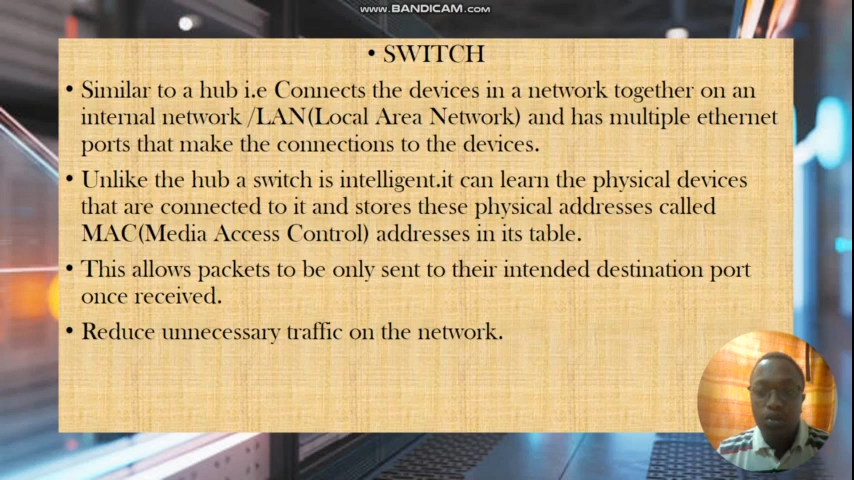 WWW.BANDICAM.COM
• SWITCH
• Similar to a hub i.e Connects the devices in a network together on an
internal network /LAN(Local Area Network) and has multiple ethernet
ports that make the connections to the devices.
• Unlike the hub a switch is intelligent.it can learn the physical devices
that are connected to it and stores these physical addresses called
MAC(Media Access Control) addresses in its table.
• This allows packets to be only sent to their intended destination port
once received.
• Reduce unnecessary traffic on the network.